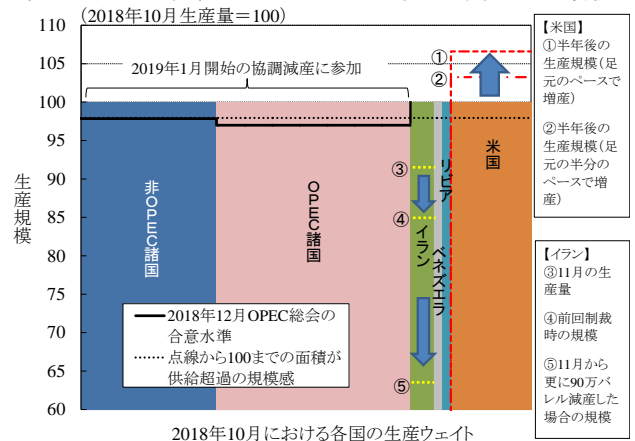 (2018年10月生産量＝100)
110
105
100
95
90
85
80
75
70
65
60
生産規模
2019年1月開始の協調減産に参加
①
②
③
④
⑤
非OPEC諸国
OPEC諸国
イラン
ベネズエラ
リビア
米国
2018年12月OPEC総会の
合意水準
点線から100までの面積が
供給超過の規模感
2018年10月における各国の生産ウェイト
【米国】
①半年後の
生産規模(足
元のペースで
増産)
②半年後の
生産規模(足
元の半分の
ペースで増
産)
【イラン】
③11月の生
産量
④前回制裁
時の規模
⑤11月から
更に90万バ
レル減産した
場合の規模